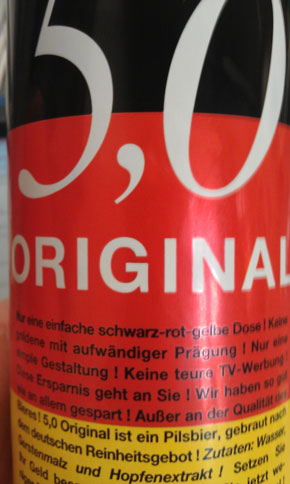 5,0
ORIGINAL
Nur eine einfache schwarz-rot-gelbe Dose ! Keine
goldene mit aufwändiger Prägung ! Nur eine
simple Gestaltung ! Keine teure TV-Werbung !
Diese Ersparnis geht an Sie ! Wir haben so gut
wie an allem gespart ! Außer an der Qualität des
Bieres ! 5,0 Original ist ein Pilsbier, gebraut nach
dem deutschen Reinheitsgebot ! Zutaten: Wasser,
Gerstenmalz und Hopfenextrakt ! Setzen Sie
Ihr Geld